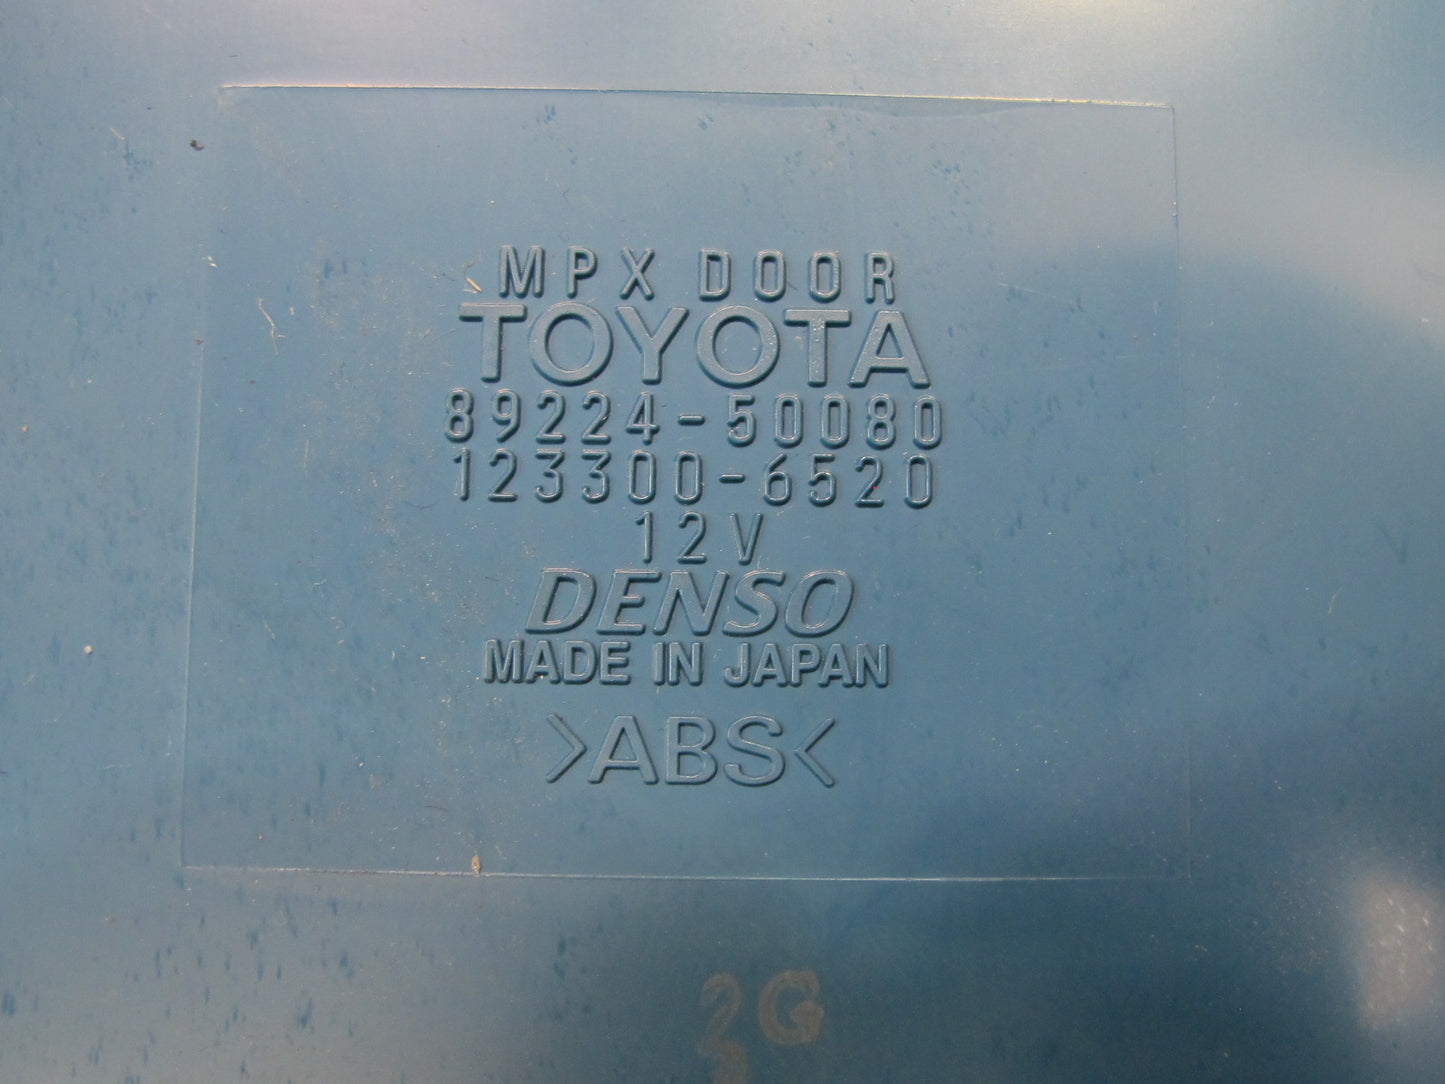 MPX DOOR
TOYOTA
89224-50080
123300-6520
12V
DENSO
MADE IN JAPAN
>ABS<
2G